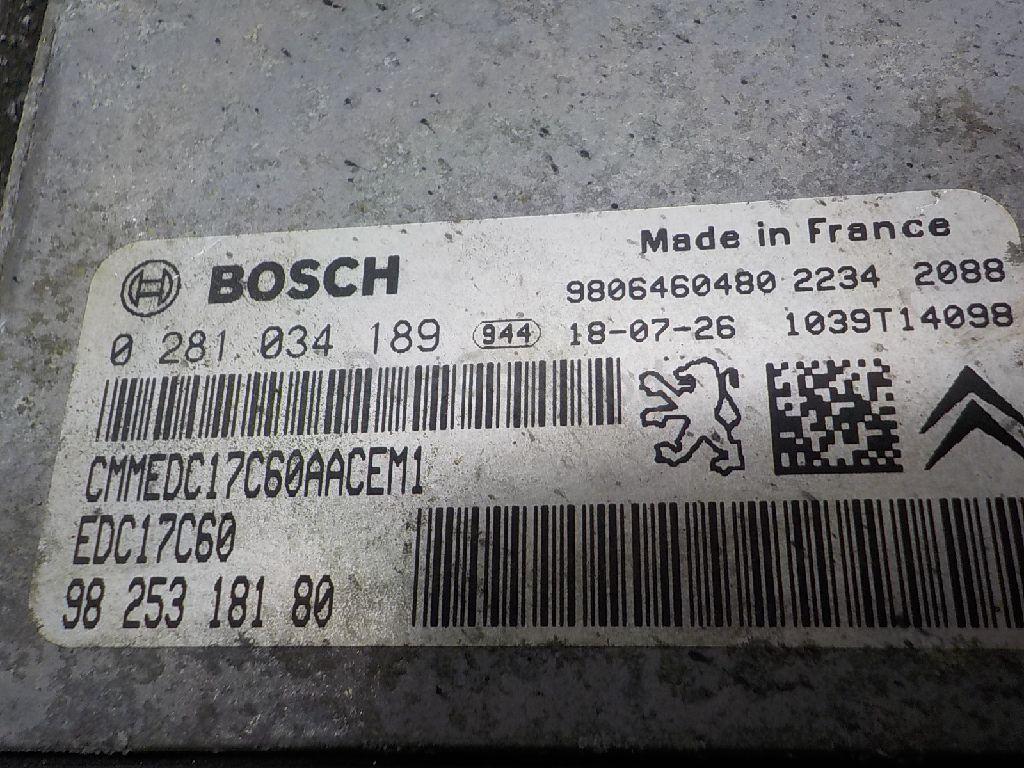 Made in France
BOSCH
9806460480 2234 2088
0 281 034 189 944 18-07-26 1039T14098
CMMEDC17C60AACEM1
EDC17C60
98 253 181 80